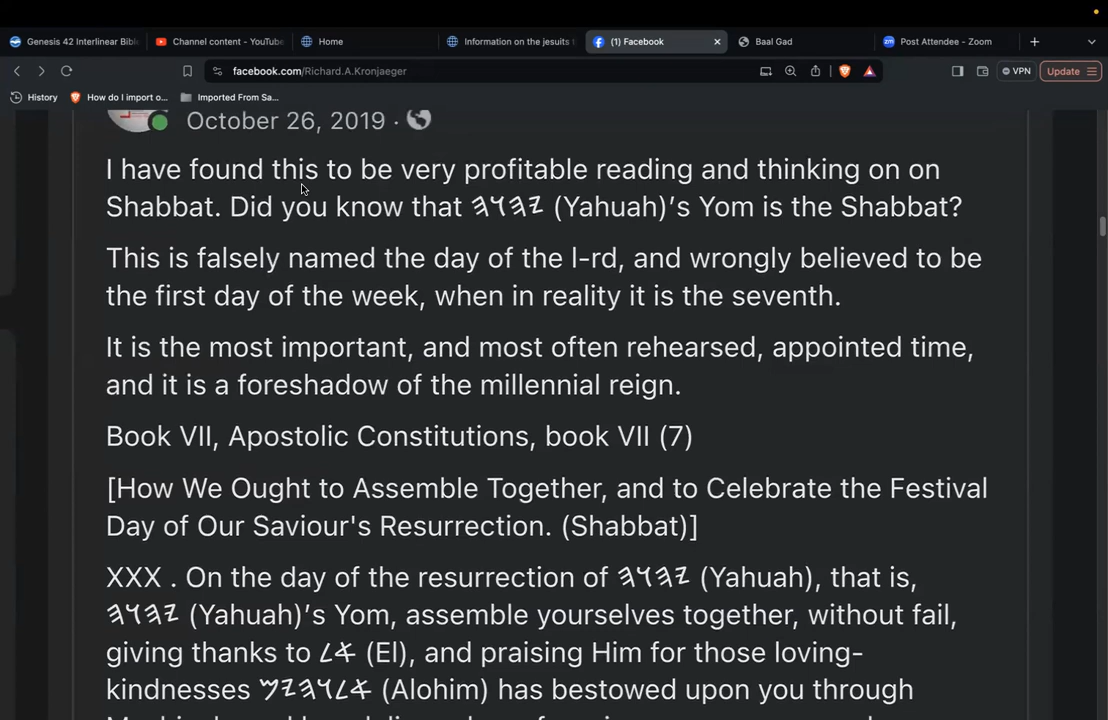 Genesis 42 Interlinear Bibl
Channel content - YouTube
Home
Information on the jesuits t
(1) Facebook
Baal Gad
Post Attendee - Zoom
facebook.com/Richard.A.Kronjaeger
VPN
Update
History
How do I import o...
Imported From Sa...
October 26, 2019 ·
I have found this to be very profitable reading and thinking on on
Shabbat. Did you know that 𐤉𐤄𐤅𐤄 (Yahuah)’s Yom is the Shabbat?
This is falsely named the day of the l-rd, and wrongly believed to be
the first day of the week, when in reality it is the seventh.
It is the most important, and most often rehearsed, appointed time,
and it is a foreshadow of the millennial reign.
Book VII, Apostolic Constitutions, book VII (7)
[How We Ought to Assemble Together, and to Celebrate the Festival
Day of Our Saviour's Resurrection. (Shabbat)]
XXX . On the day of the resurrection of 𐤉𐤄𐤅𐤄 (Yahuah), that is,
𐤉𐤄𐤅𐤄 (Yahuah)’s Yom, assemble yourselves together, without fail,
giving thanks to 𐤀𐤋 (El), and praising Him for those loving-
kindnesses 𐤀𐤋𐤅𐤄𐤉𐤌 (Alohim) has bestowed upon you through